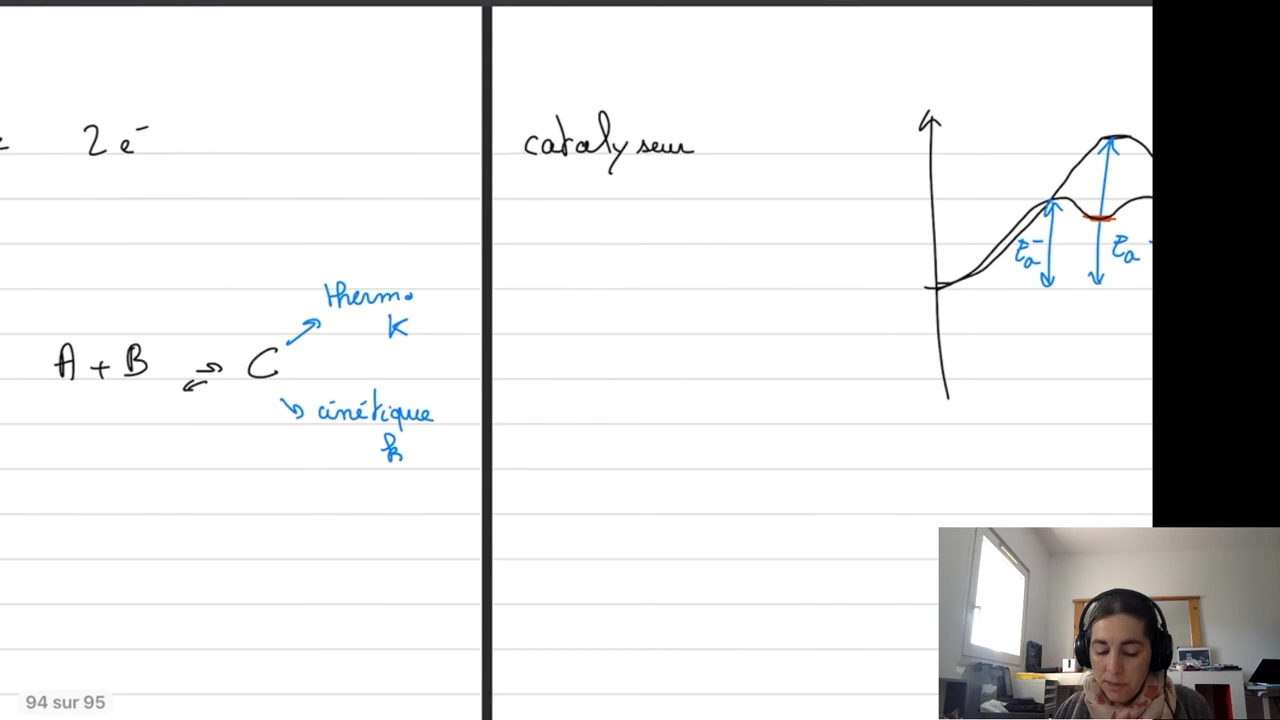 2 e⁻
thermo
K
A + B ⇌ C
cinétique
k
catalyseur
Ea
Ea
94 sur 95